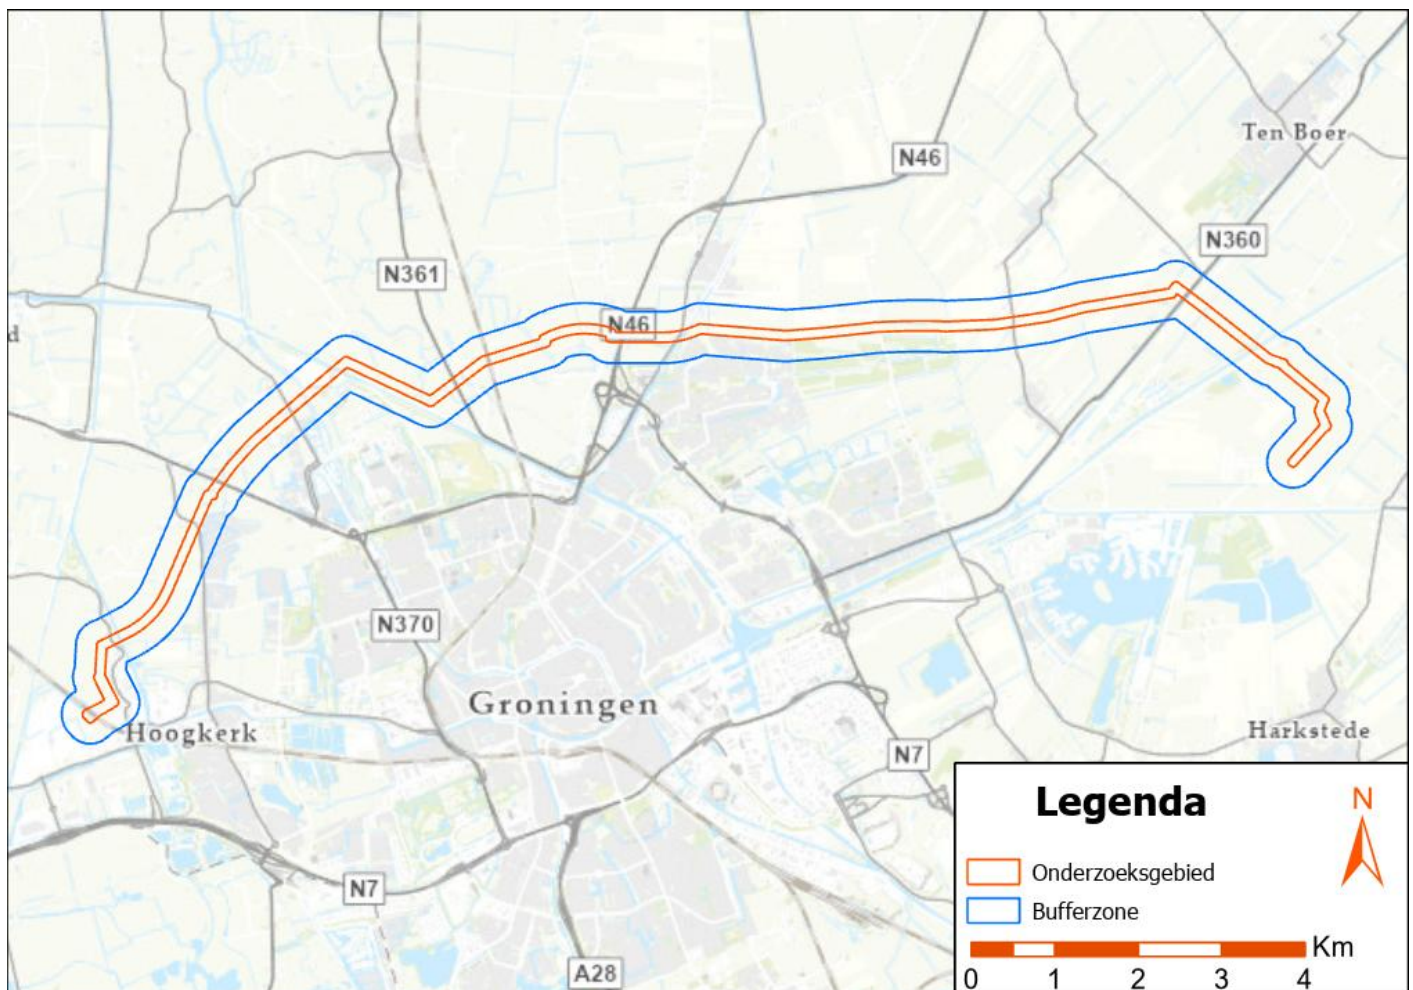 Ten Boer
N46
N360
N361
N46
d
N370
Groningen
Hoogkerk
Harkstede
N7
N7
A28
Legenda
N
Onderzoeksgebied
Bufferzone
Km
0 1 2 3 4